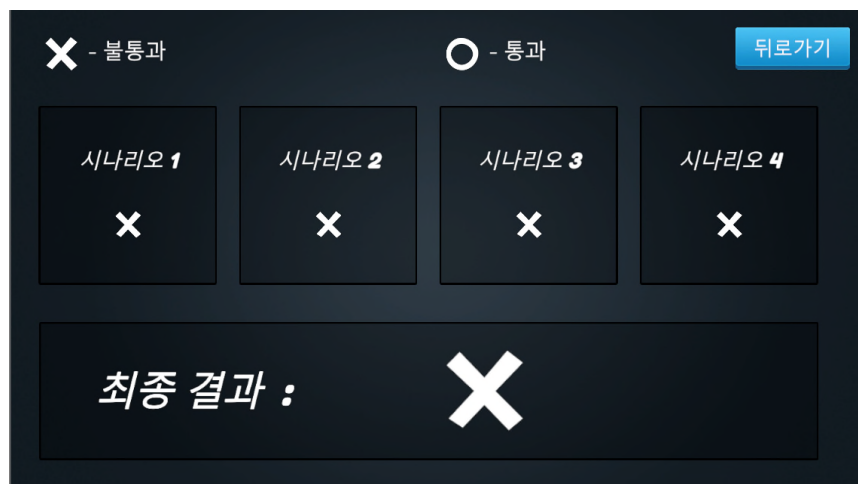 X - 불통과
O - 통과
뒤로가기
시나리오 1
시나리오 2
시나리오 3
시나리오 4
X
X
X
X
최종 결과 : X